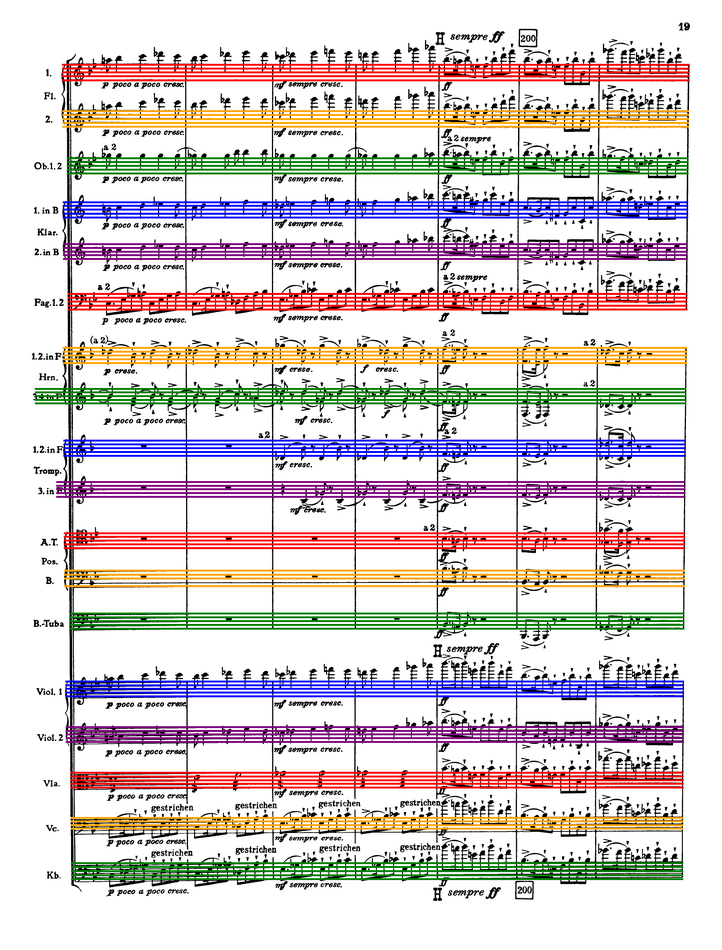 19
H sempre ff 200
1.
p poco a poco cresc. mf sempre cresc. ff
Fl.
2.
p poco a poco cresc. mf sempre cresc. ff
a 2 a 2 sempre
Ob.1.2
p poco a poco cresc. mf sempre cresc. ff
1. in B
p poco a poco cresc. mf sempre cresc. ff
Klar.
2. in B
p poco a poco cresc. mf sempre cresc. ff
a 2 a 2 sempre
Fag.1.2
p poco a poco cresc. mf sempre cresc. ff
(a 2) a 2 a 2
1.2. in F
p cresc. mf cresc. f cresc. ff
Hrn.
a 2
p poco a poco cresc. mf cresc. f ff
a 2 a 2
1.2. in F
mf cresc. ff
Tromp.
3. in F
mf cresc. ff
a 2
A.T.
ff
Pos.
B.
ff
B.-Tuba
ff
H sempre ff
Viol. 1
p poco a poco cresc. mf sempre cresc. ff
Viol. 2
p poco a poco cresc. mf sempre cresc. ff
Vla.
p poco a poco cresc. mf sempre cresc. ff
gestrichen gestrichen gestrichen gestrichen
Vc.
p poco a poco cresc. mf sempre cresc. ff
gestrichen gestrichen gestrichen gestrichen
Kb.
p poco a poco cresc. mf sempre cresc. ff
H sempre ff 200